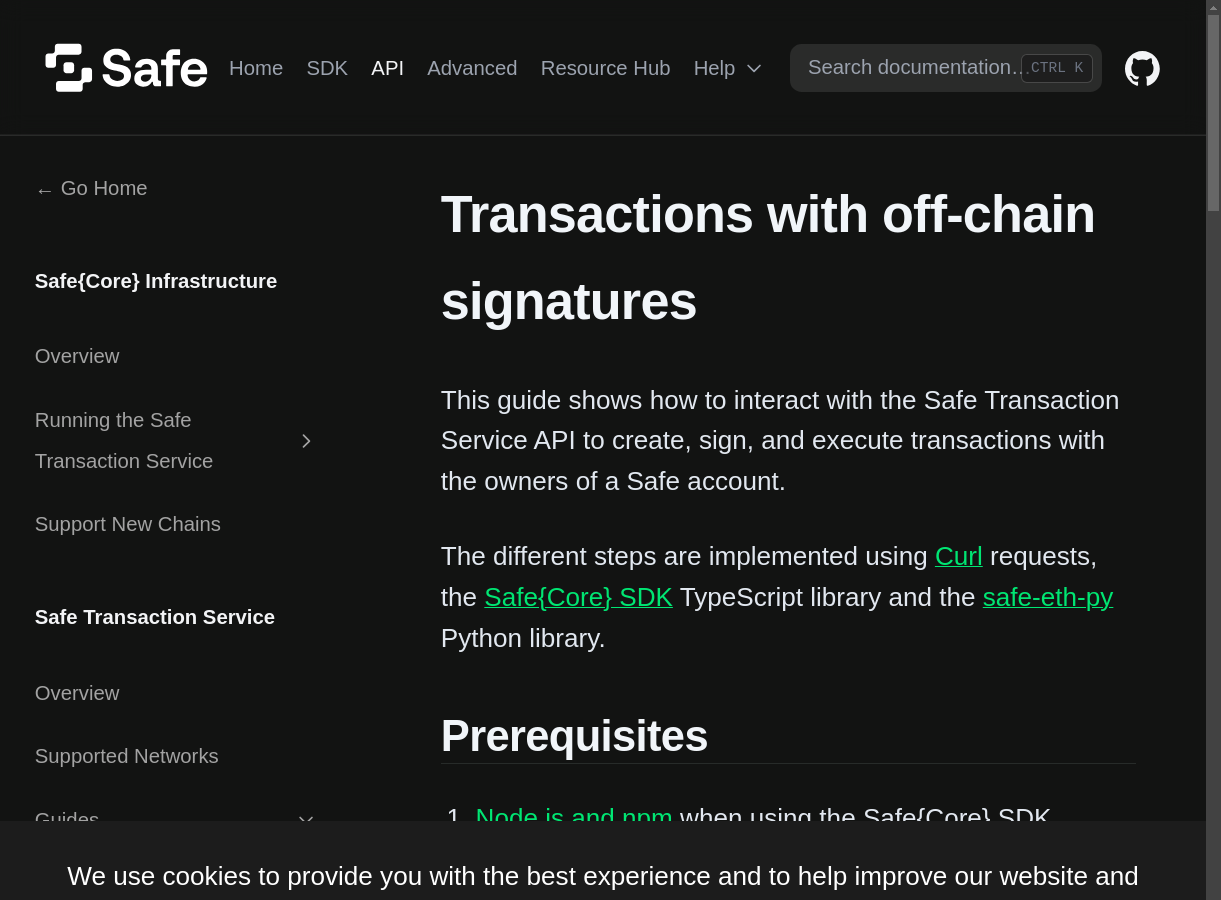 Safe
Home
SDK
API
Advanced
Resource Hub
Help
Search documentation…
CTRL K
← Go Home
Safe{Core} Infrastructure
Overview
Running the Safe
Transaction Service
Support New Chains
Safe Transaction Service
Overview
Supported Networks
Guides
Transactions with off-chain
signatures
This guide shows how to interact with the Safe Transaction
Service API to create, sign, and execute transactions with
the owners of a Safe account.
The different steps are implemented using Curl requests,
the Safe{Core} SDK TypeScript library and the safe-eth-py
Python library.
Prerequisites
1. Node.js and npm when using the Safe{Core} SDK.
We use cookies to provide you with the best experience and to help improve our website and